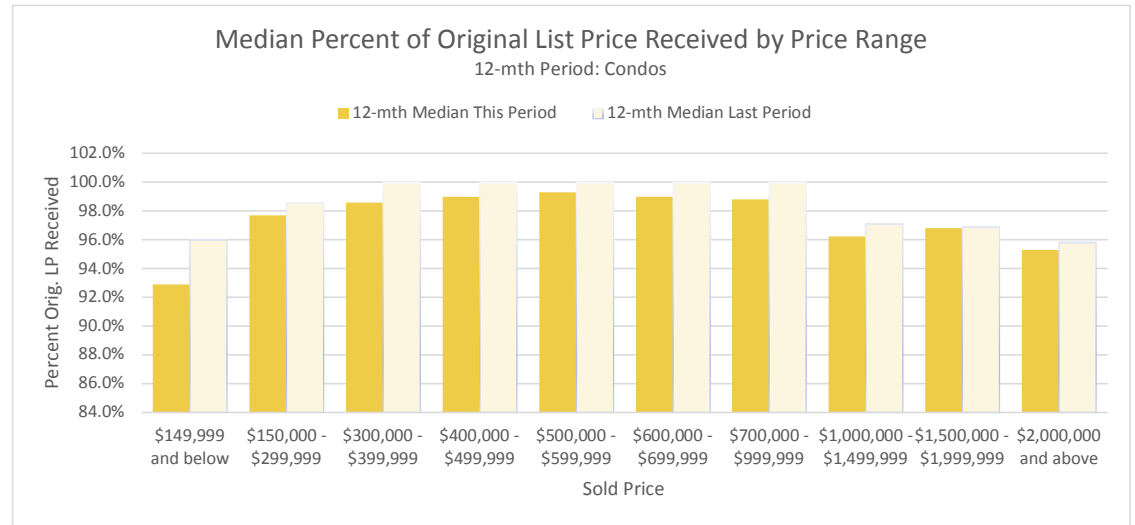 Median Percent of Original List Price Received by Price Range
12-mth Period: Condos
12-mth Median This Period 12-mth Median Last Period
Percent Orig. LP Received
102.0%
100.0%
98.0%
96.0%
94.0%
92.0%
90.0%
88.0%
86.0%
84.0%
$149,999 $150,000 - $300,000 - $400,000 - $500,000 - $600,000 - $700,000 - $1,000,000 - $1,500,000 - $2,000,000
and below $299,999 $399,999 $499,999 $599,999 $699,999 $999,999 $1,499,999 $1,999,999 and above
Sold Price